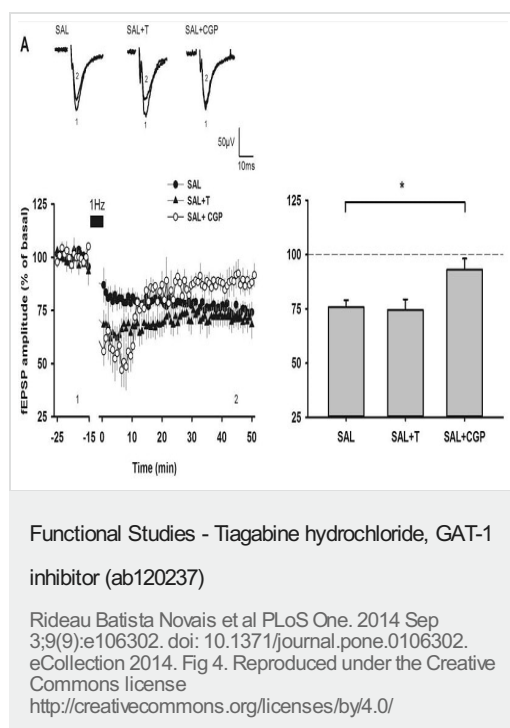 A
SAL SAL+T SAL+CGP
2 2 2
1 1 1
50μV
10ms
SAL
SAL+T
SAL+ CGP
1Hz
*
fEPSP amplitude (% of basal)
125 125
100 100
75 75
50 50
25 25
1 2
-25 -15 0 10 20 30 40 50
SAL SAL+T SAL+CGP
Time (min)
Functional Studies - Tiagabine hydrochloride, GAT-1
inhibitor (ab120237)
Rideau Batista Novais et al PLoS One. 2014 Sep
3;9(9):e106302. doi: 10.1371/journal.pone.0106302.
eCollection 2014. Fig 4. Reproduced under the Creative
Commons license
http://creativecommons.org/licenses/by/4.0/